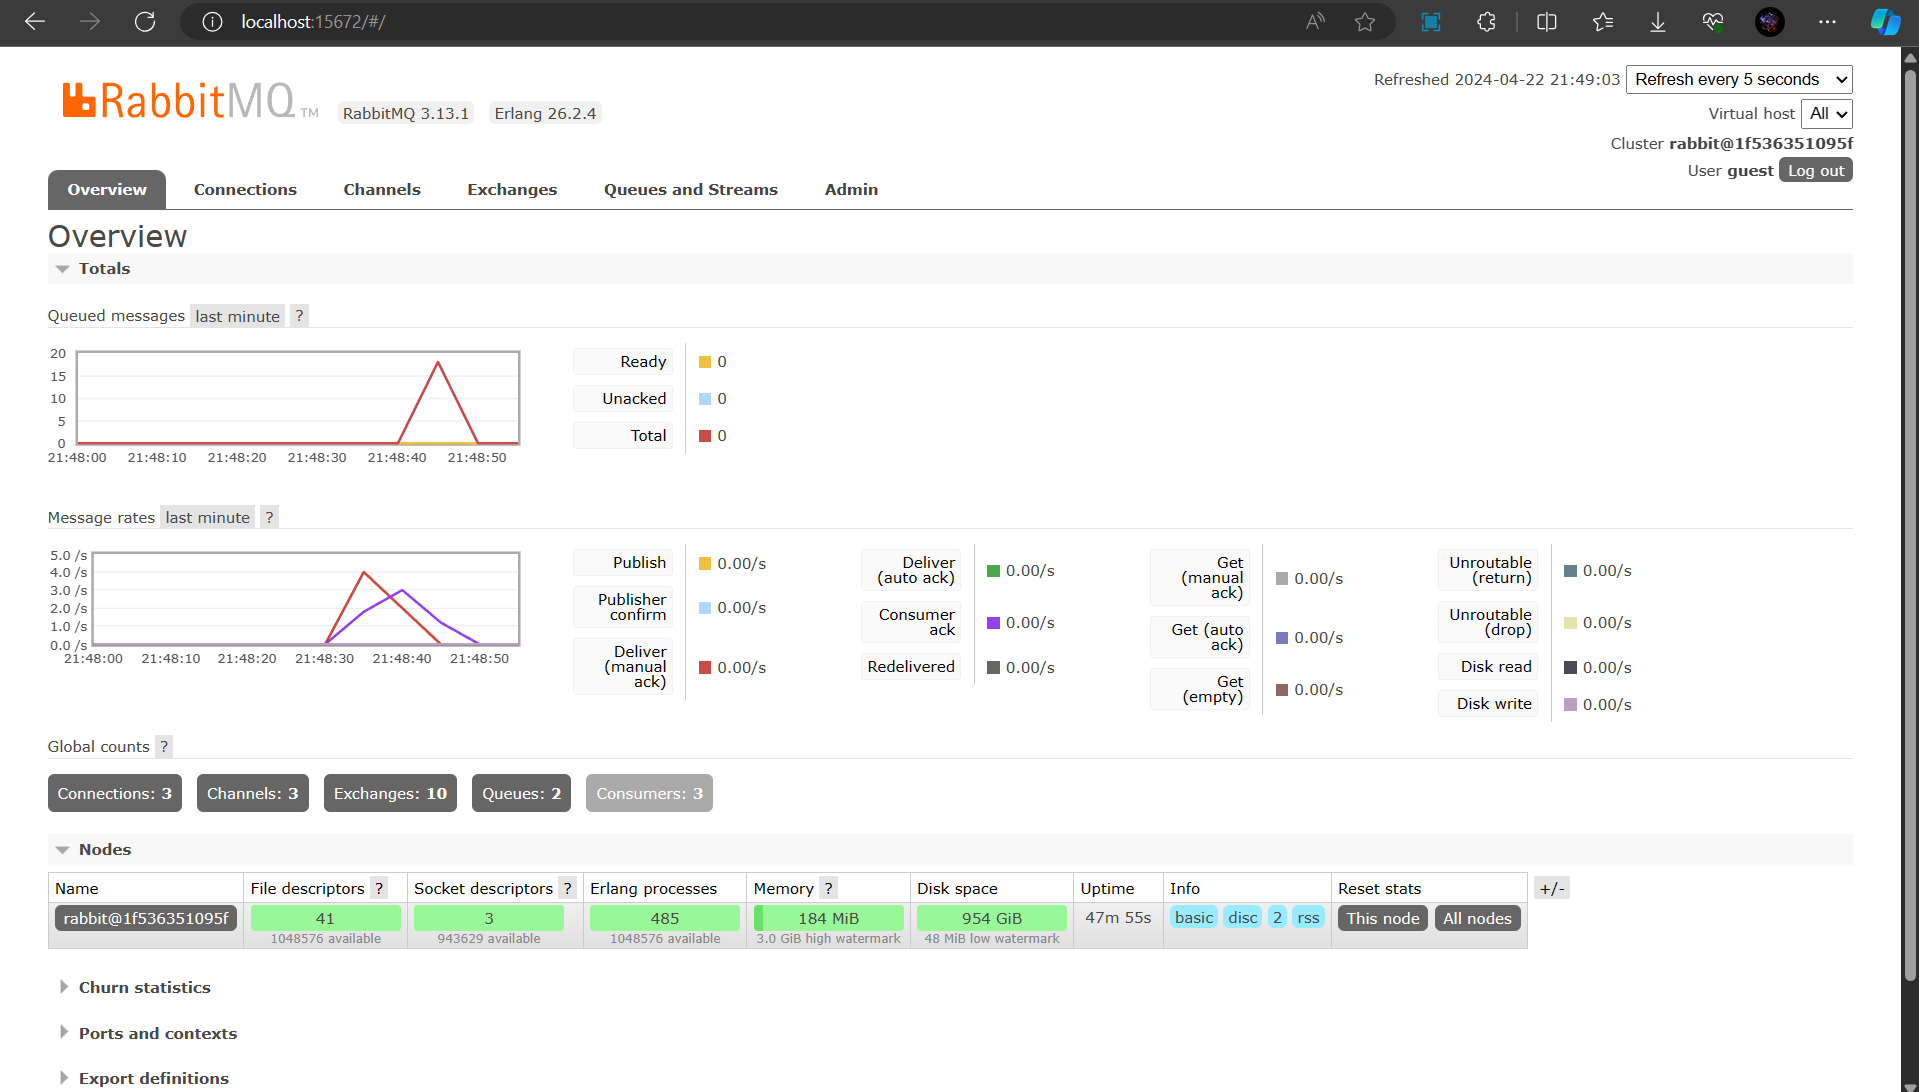 localhost:15672/#/
RabbitMQ TM
RabbitMQ 3.13.1 Erlang 26.2.4
Refreshed 2024-04-22 21:49:03 Refresh every 5 seconds
Virtual host All
Cluster rabbit@1f536351095f
User guest Log out
Overview Connections Channels Exchanges Queues and Streams Admin
Overview
Totals
Queued messages last minute ?
20
15
10
5
0
21:48:00 21:48:10 21:48:20 21:48:30 21:48:40 21:48:50
Ready 0
Unacked 0
Total 0
Message rates last minute ?
5.0 /s
4.0 /s
3.0 /s
2.0 /s
1.0 /s
0.0 /s
21:48:00 21:48:10 21:48:20 21:48:30 21:48:40 21:48:50
Publish 0.00/s
Publisher
confirm 0.00/s
Deliver
(manual
ack) 0.00/s
Deliver
(auto ack) 0.00/s
Consumer
ack 0.00/s
Redelivered 0.00/s
Get
(manual
ack) 0.00/s
Get (auto
ack) 0.00/s
Get
(empty) 0.00/s
Unroutable
(return) 0.00/s
Unroutable
(drop) 0.00/s
Disk read 0.00/s
Disk write 0.00/s
Global counts ?
Connections: 3 Channels: 3 Exchanges: 10 Queues: 2 Consumers: 3
Nodes
Name File descriptors ? Socket descriptors ? Erlang processes Memory ? Disk space Uptime Info Reset stats +/-
rabbit@1f536351095f 41 3 485 184 MiB 954 GiB 47m 55s basic disc 2 rss This node All nodes
1048576 available 943629 available 1048576 available 3.0 GiB high watermark 48 MiB low watermark
Churn statistics
Ports and contexts
Export definitions